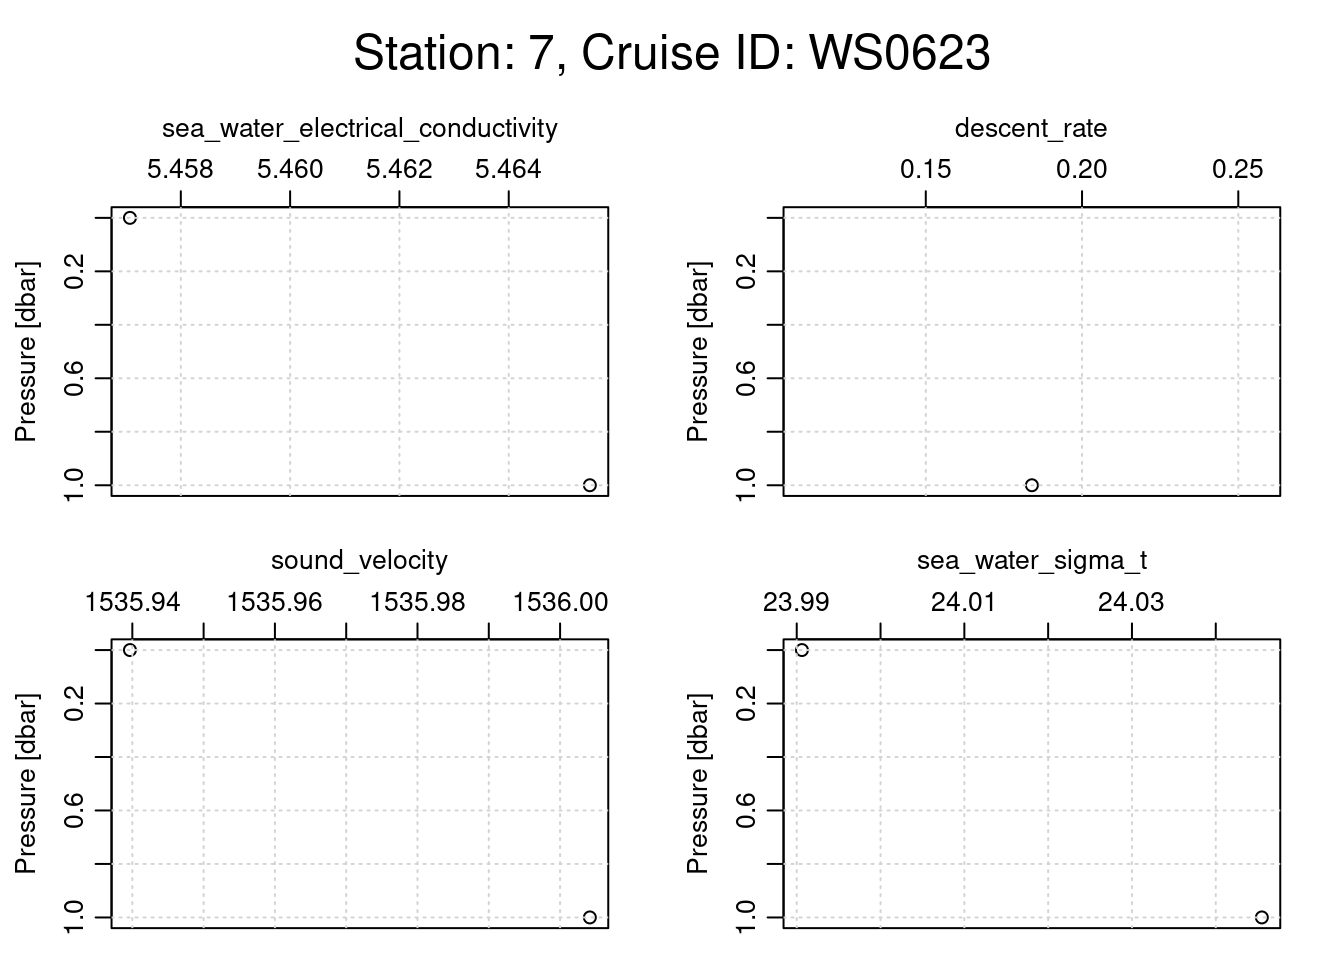 Station: 7, Cruise ID: WS0623
sea_water_electrical_conductivity
5.458 5.460 5.462 5.464
Pressure [dbar]
0.2
0.6
1.0
descent_rate
0.15 0.20 0.25
Pressure [dbar]
0.2
0.6
1.0
sound_velocity
1535.94 1535.96 1535.98 1536.00
Pressure [dbar]
0.2
0.6
1.0
sea_water_sigma_t
23.99 24.01 24.03
Pressure [dbar]
0.2
0.6
1.0